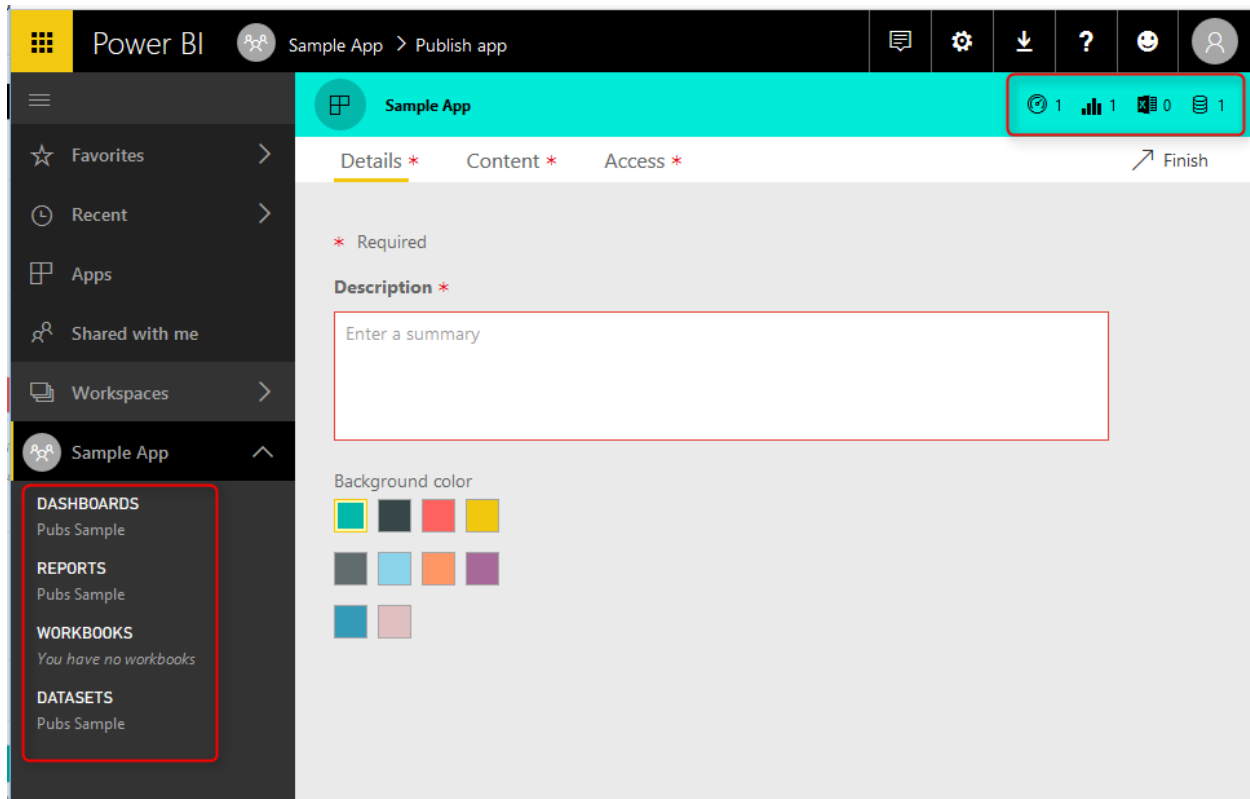 Power BI Sample App > Publish app
Sample App 1 1 0 1
Favorites
Details * Content * Access * Finish
Recent
* Required
Apps
Description *
Shared with me
Enter a summary
Workspaces
Sample App
Background color
DASHBOARDS
Pubs Sample
REPORTS
Pubs Sample
WORKBOOKS
You have no workbooks
DATASETS
Pubs Sample